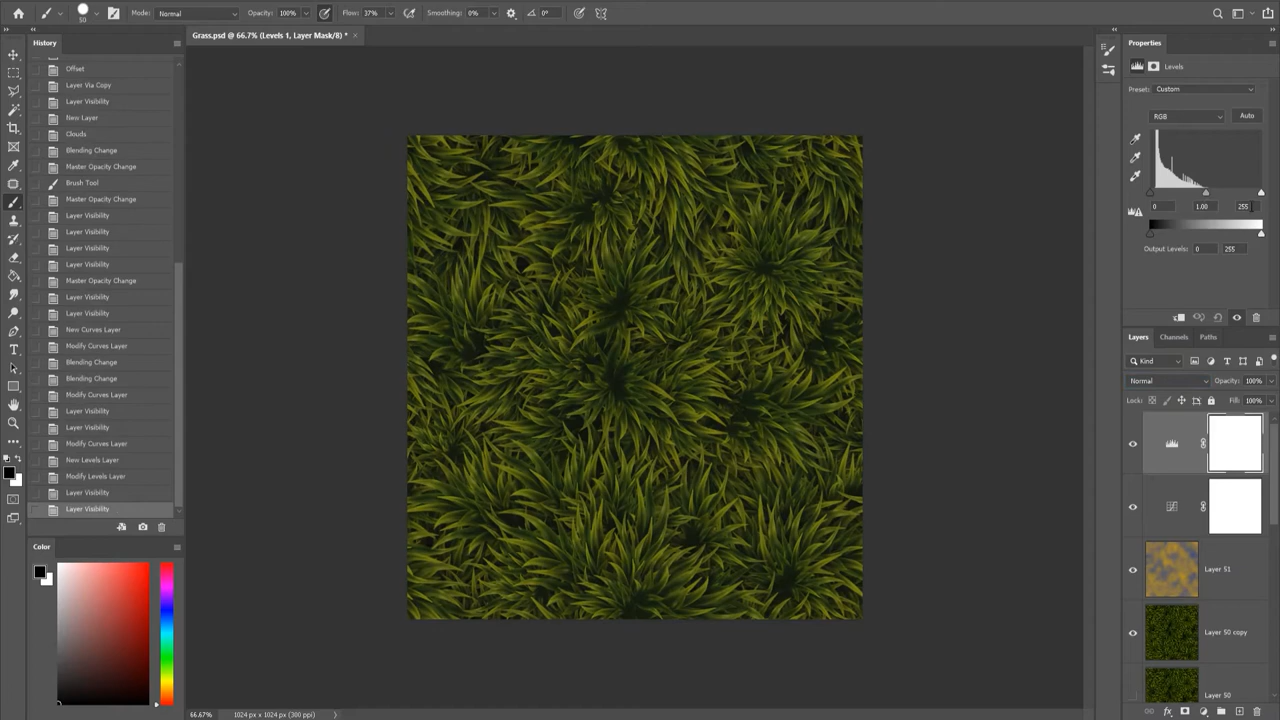 50 Mode: Normal Opacity: 100% Flow: 37% Smoothing: 0% 0°
History Grass.psd @ 66.7% (Levels 1, Layer Mask/8) * ×
Offset
Layer Via Copy
Layer Visibility
New Layer
Clouds
Blending Change
Master Opacity Change
Brush Tool
Master Opacity Change
Layer Visibility
Layer Visibility
Layer Visibility
Layer Visibility
Master Opacity Change
Layer Visibility
Layer Visibility
New Curves Layer
Modify Curves Layer
Blending Change
Blending Change
Modify Curves Layer
Layer Visibility
Layer Visibility
Modify Curves Layer
New Levels Layer
Modify Levels Layer
Layer Visibility
Layer Visibility
Color
66.67% 1024 px x 1024 px (300 ppi)
Properties
Levels
Preset: Custom
RGB Auto
0 1.00 255
Output Levels: 0 255
Layers Channels Paths
Kind
Normal Opacity: 100%
Lock: Fill: 100%
Layer 51
Layer 50 copy
Layer 50
fx